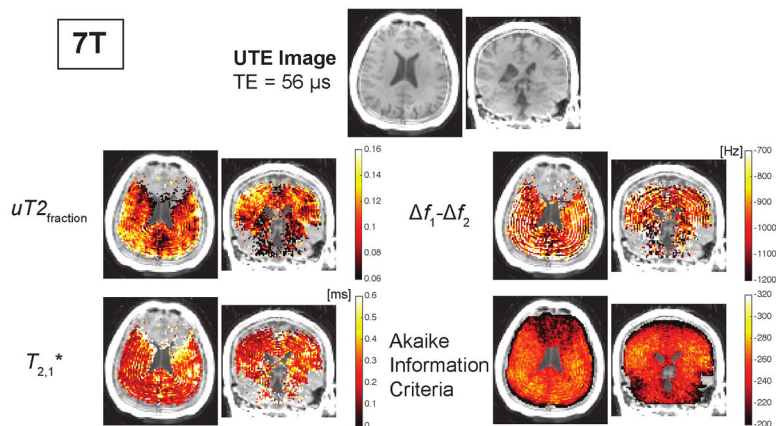 7T
UTE Image
TE = 56 µs
uT2fraction
0.16
0.14
0.12
0.1
0.08
0.06
Δf1-Δf2
[Hz]
-700
-800
-900
-1000
-1100
-1200
T2,1*
[ms]
0.6
0.5
0.4
0.3
0.2
0.1
0
Akaike
Information
Criteria
-320
-300
-280
-260
-240
-220
-200